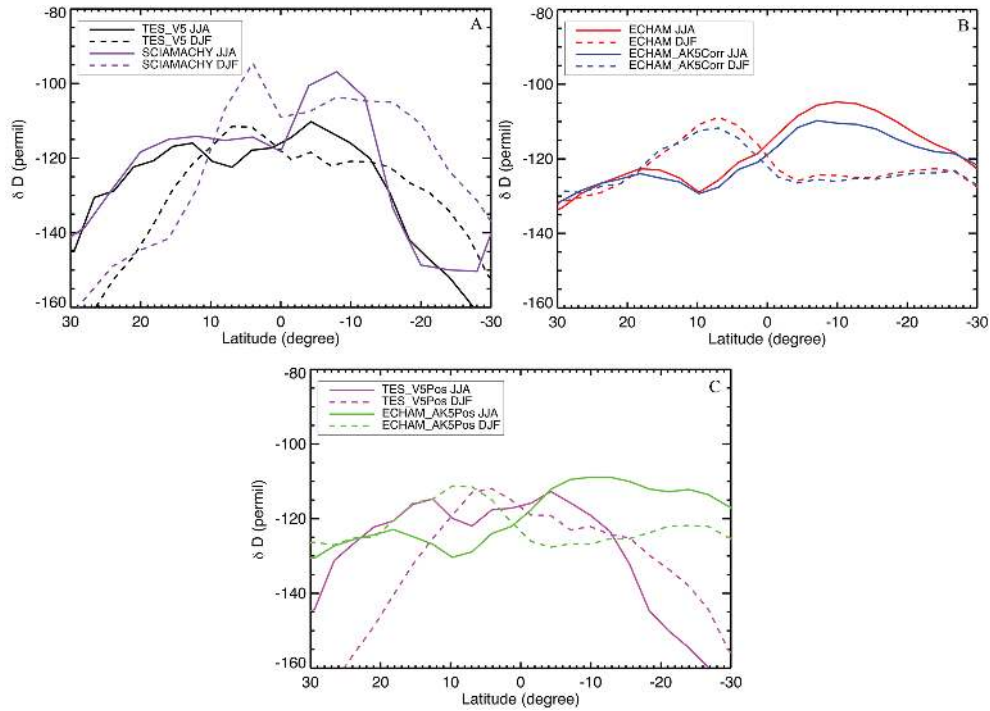 A
TES_V5 JJA
TES_V5 DJF
SCIAMACHY JJA
SCIAMACHY DJF
δ D (permil)
-80
-100
-120
-140
-160
30 20 10 0 -10 -20 -30
Latitude (degree)
B
ECHAM JJA
ECHAM DJF
ECHAM_AK5Corr JJA
ECHAM_AK5Corr DJF
δ D (permil)
-80
-100
-120
-140
-160
30 20 10 0 -10 -20 -30
Latitude (degree)
C
TES_V5Pos JJA
TES_V5Pos DJF
ECHAM_AK5Pos JJA
ECHAM_AK5Pos DJF
δ D (permil)
-80
-100
-120
-140
-160
30 20 10 0 -10 -20 -30
Latitude (degree)